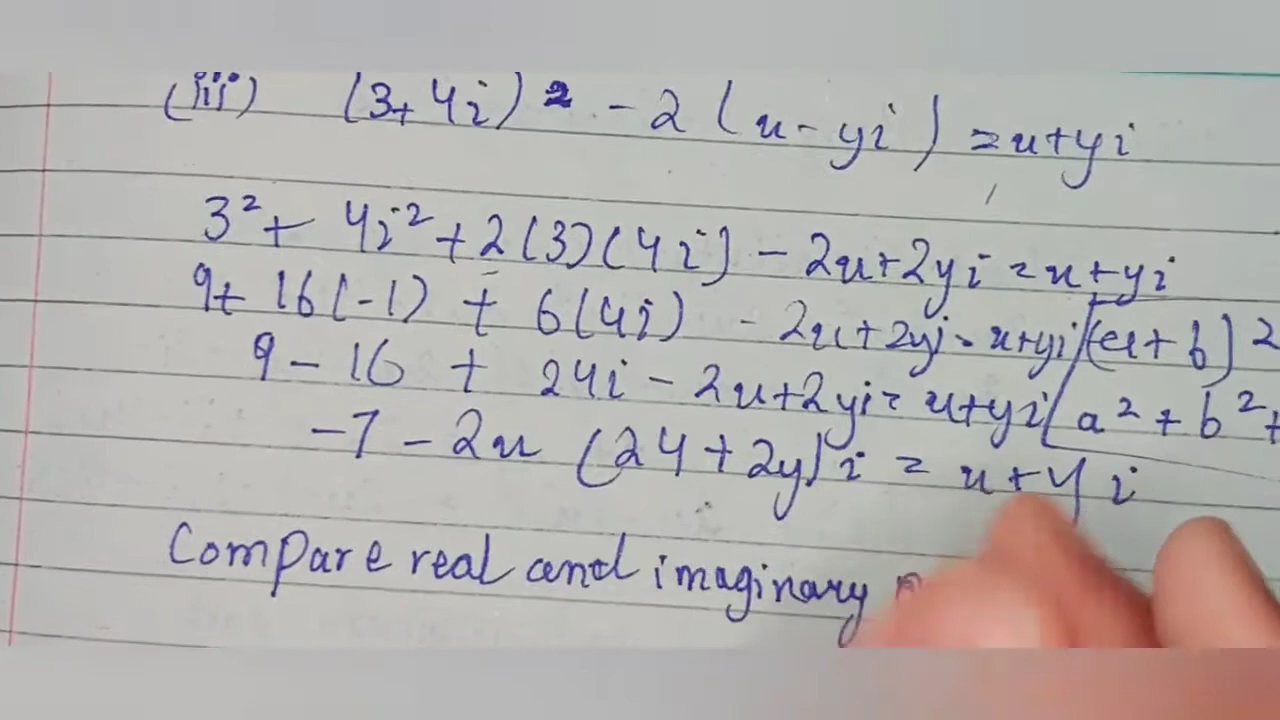 (iii) (3+4i)² - 2(x-yi) = x+yi
3² + 4i² + 2(3)(4i) - 2x+2yi = x+yi
9+ 16(-1) + 6(4i) - 2x+2yi = x+yi
(a+b)²
9 - 16 + 24i - 2x+2yi = x+yi
a² + b² +
-7 - 2x (24+2y)i = x+yi
Compare real and imaginary